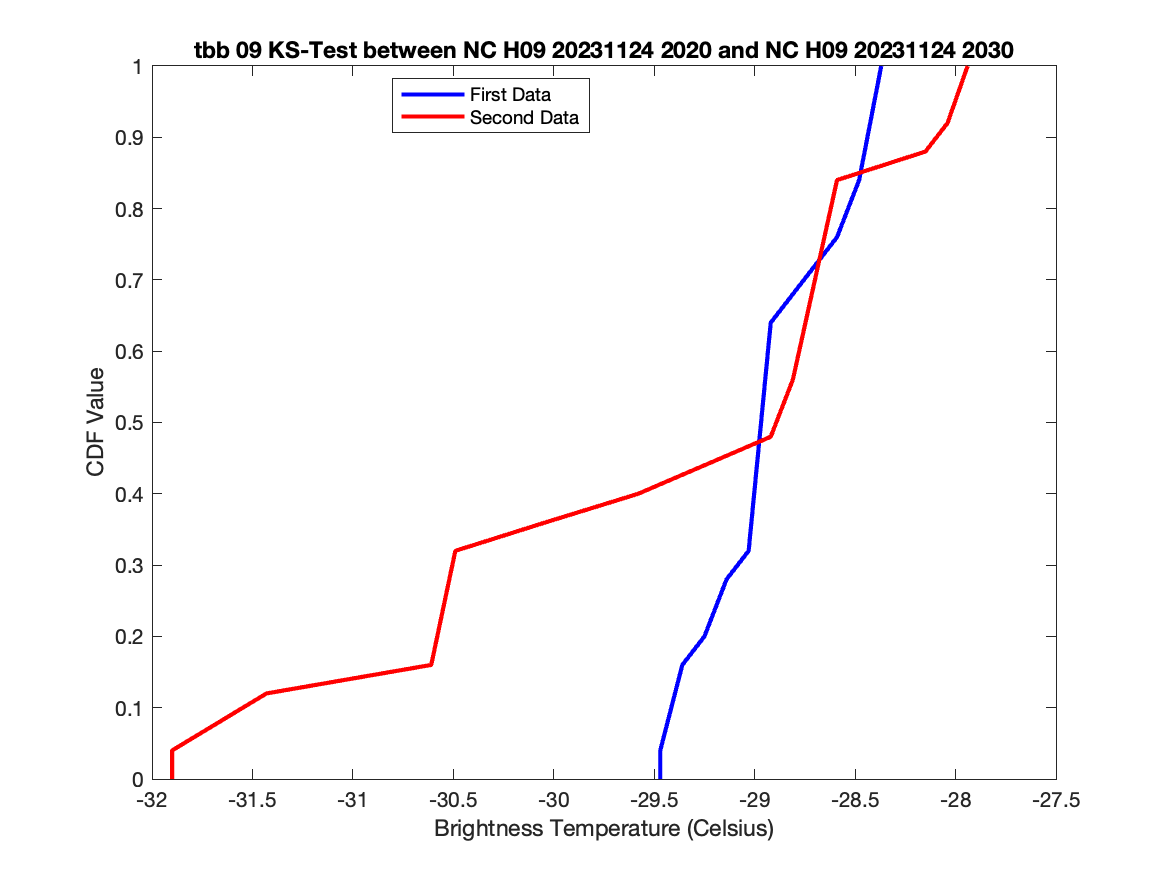 tbb 09 KS-Test between NC H09 20231124 2020 and NC H09 20231124 2030
First Data
Second Data
1
0.9
0.8
0.7
0.6
0.5
0.4
0.3
0.2
0.1
0
CDF Value
-32 -31.5 -31 -30.5 -30 -29.5 -29 -28.5 -28 -27.5
Brightness Temperature (Celsius)